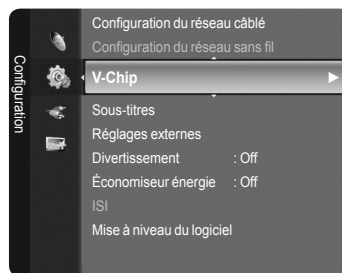 Configuration
Configuration du réseau câblé
Configuration du réseau sans fil
V-Chip
Sous-titres
Réglages externes
Divertissement : Off
Économiseur énergie : Off
ISI
Mise à niveau du logiciel